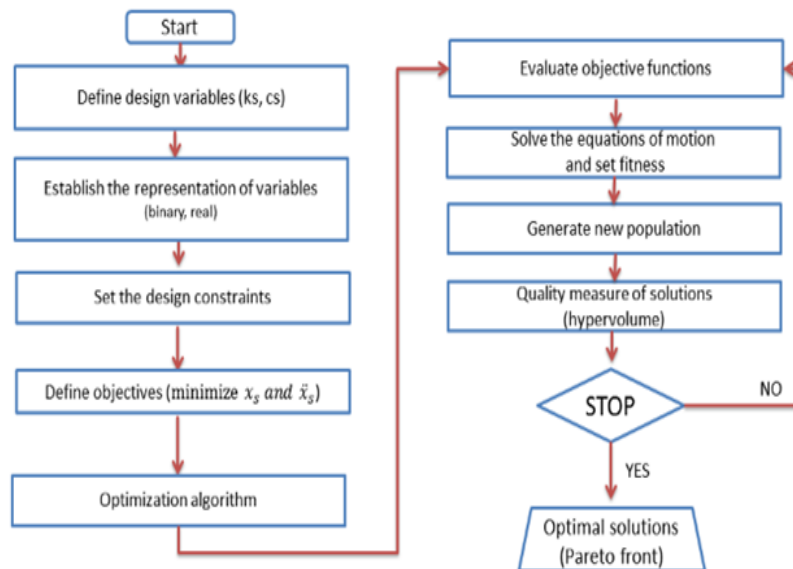 Start
Define design variables (ks, cs)
Establish the representation of variables
(binary, real)
Set the design constraints
Define objectives (minimize xₛ and ẍₛ)
Optimization algorithm
Evaluate objective functions
Solve the equations of motion
and set fitness
Generate new population
Quality measure of solutions
(hypervolume)
STOP
NO
YES
Optimal solutions
(Pareto front)